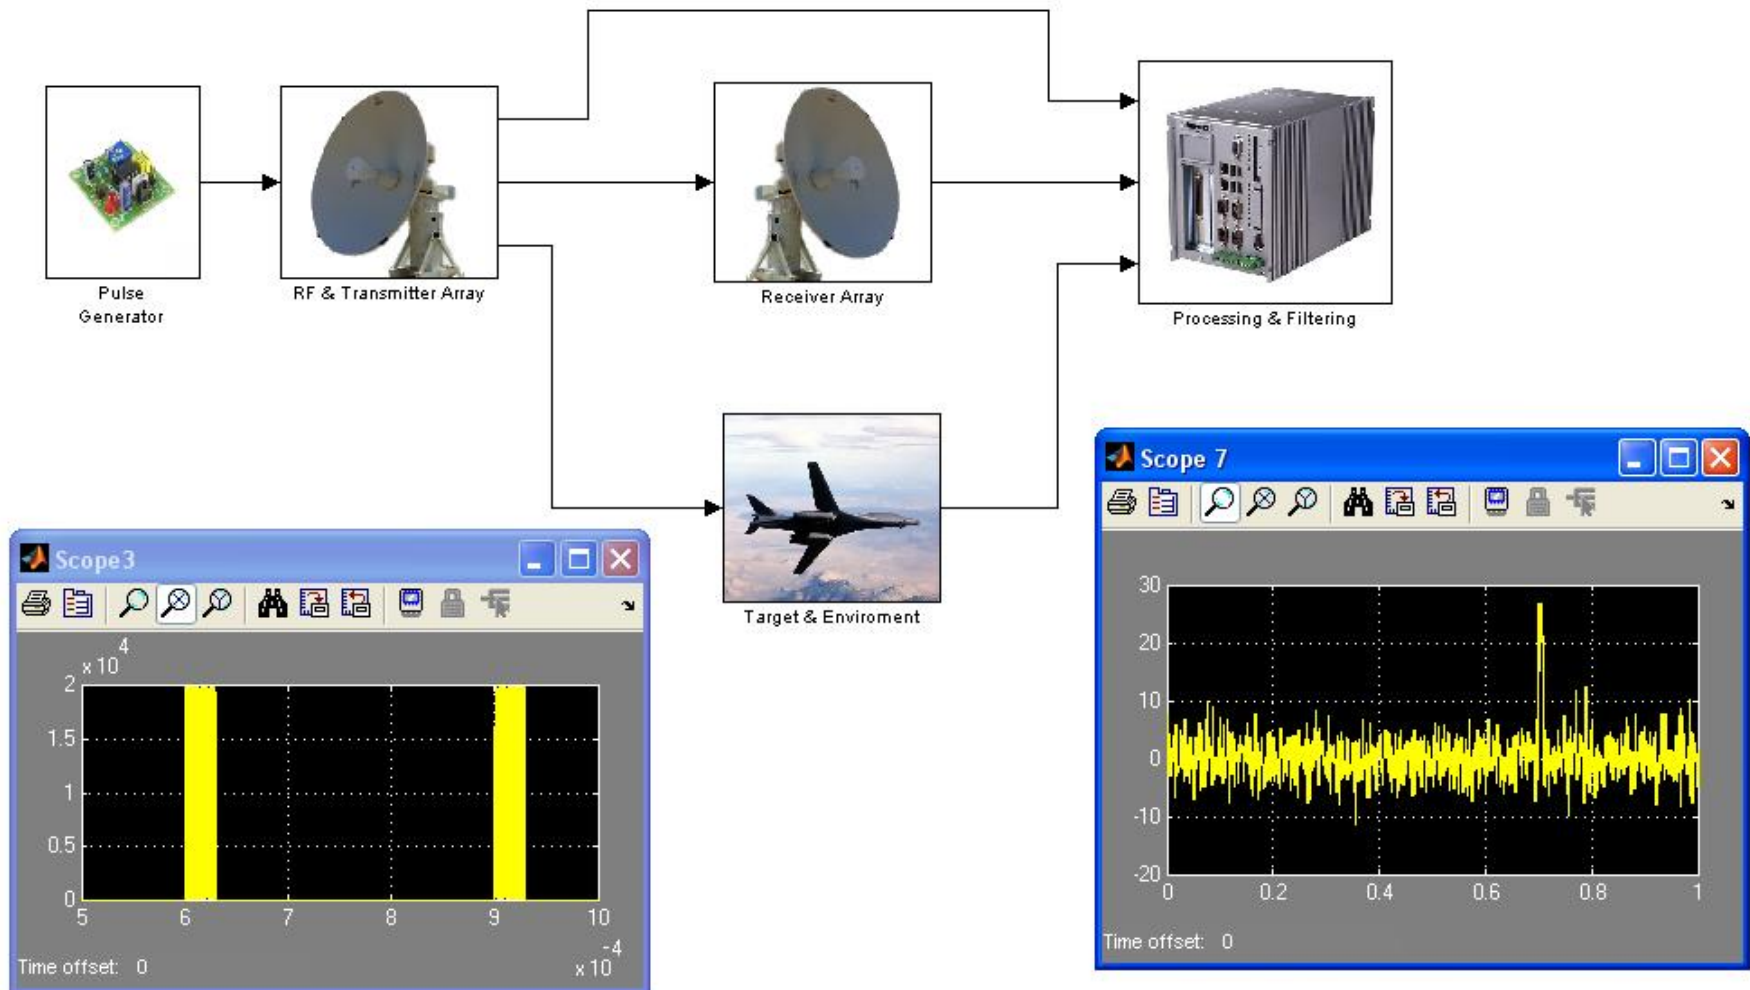 Pulse
Generator
RF & Transmitter Array
Receiver Array
Processing & Filtering
Target & Enviroment
Scope3
x 10
4
2
1.5
1
0.5
0
5
6
7
8
9
10
Time offset: 0
x 10
-4
Scope 7
30
20
10
0
-10
-20
0
0.2
0.4
0.6
0.8
1
Time offset: 0